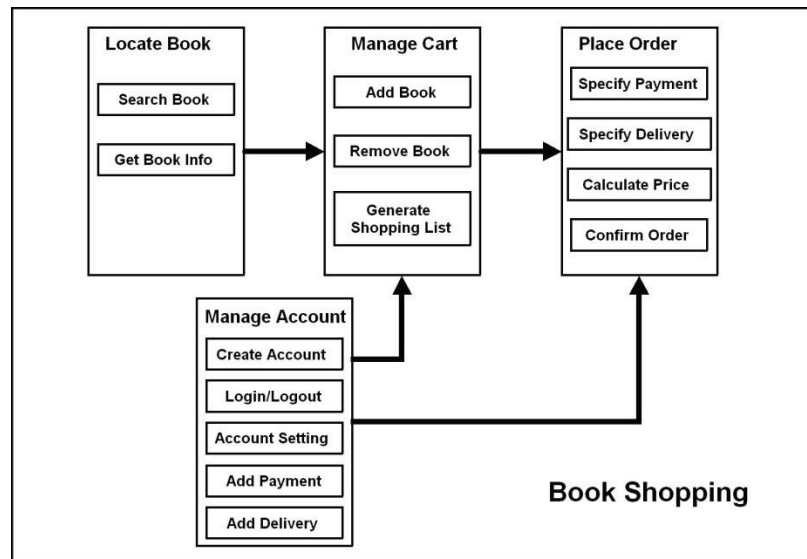 Locate Book
Search Book
Get Book Info
Manage Cart
Add Book
Remove Book
Generate
Shopping List
Place Order
Specify Payment
Specify Delivery
Calculate Price
Confirm Order
Manage Account
Create Account
Login/Logout
Account Setting
Add Payment
Add Delivery
Book Shopping